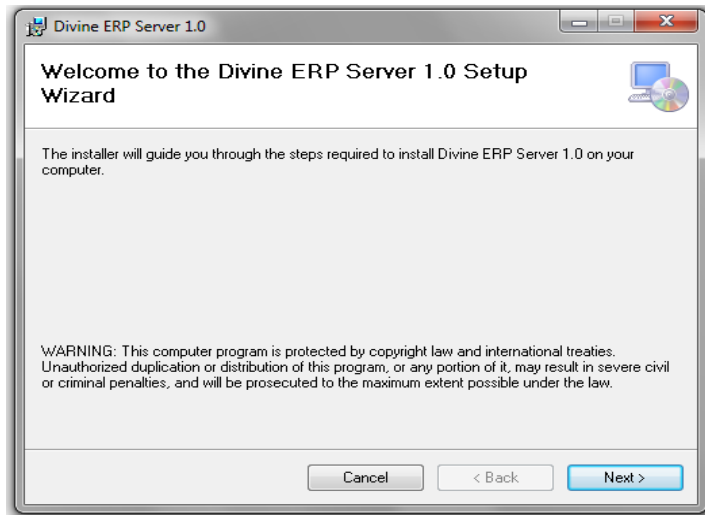 Divine ERP Server 1.0
Welcome to the Divine ERP Server 1.0 Setup
Wizard
The installer will guide you through the steps required to install Divine ERP Server 1.0 on your
computer.
WARNING: This computer program is protected by copyright law and international treaties.
Unauthorized duplication or distribution of this program, or any portion of it, may result in severe civil
or criminal penalties, and will be prosecuted to the maximum extent possible under the law.
Cancel
< Back
Next >